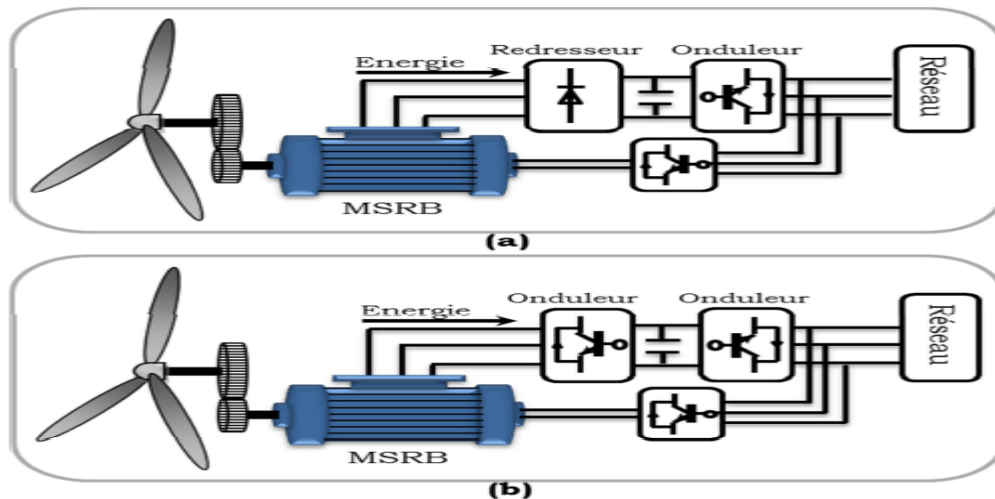 Redresseur
Onduleur
Energie
Réseau
MSRB
(a)
Onduleur
Onduleur
Energie
Réseau
MSRB
(b)